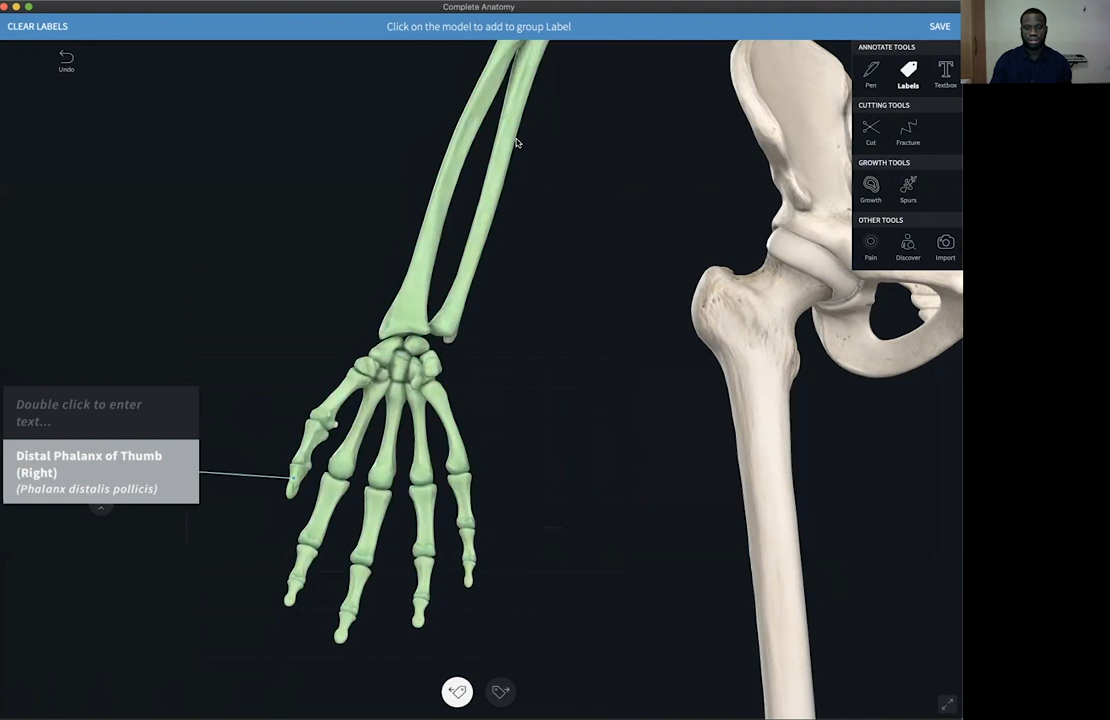 Complete Anatomy
CLEAR LABELS
Click on the model to add to group Label
SAVE
Undo
ANNOTATE TOOLS
Pen
Labels
Textbox
CUTTING TOOLS
Cut
Fracture
GROWTH TOOLS
Growth
Spurs
OTHER TOOLS
Pain
Discover
Import
Double click to enter
text...
Distal Phalanx of Thumb
(Right)
(Phalanx distalis pollicis)